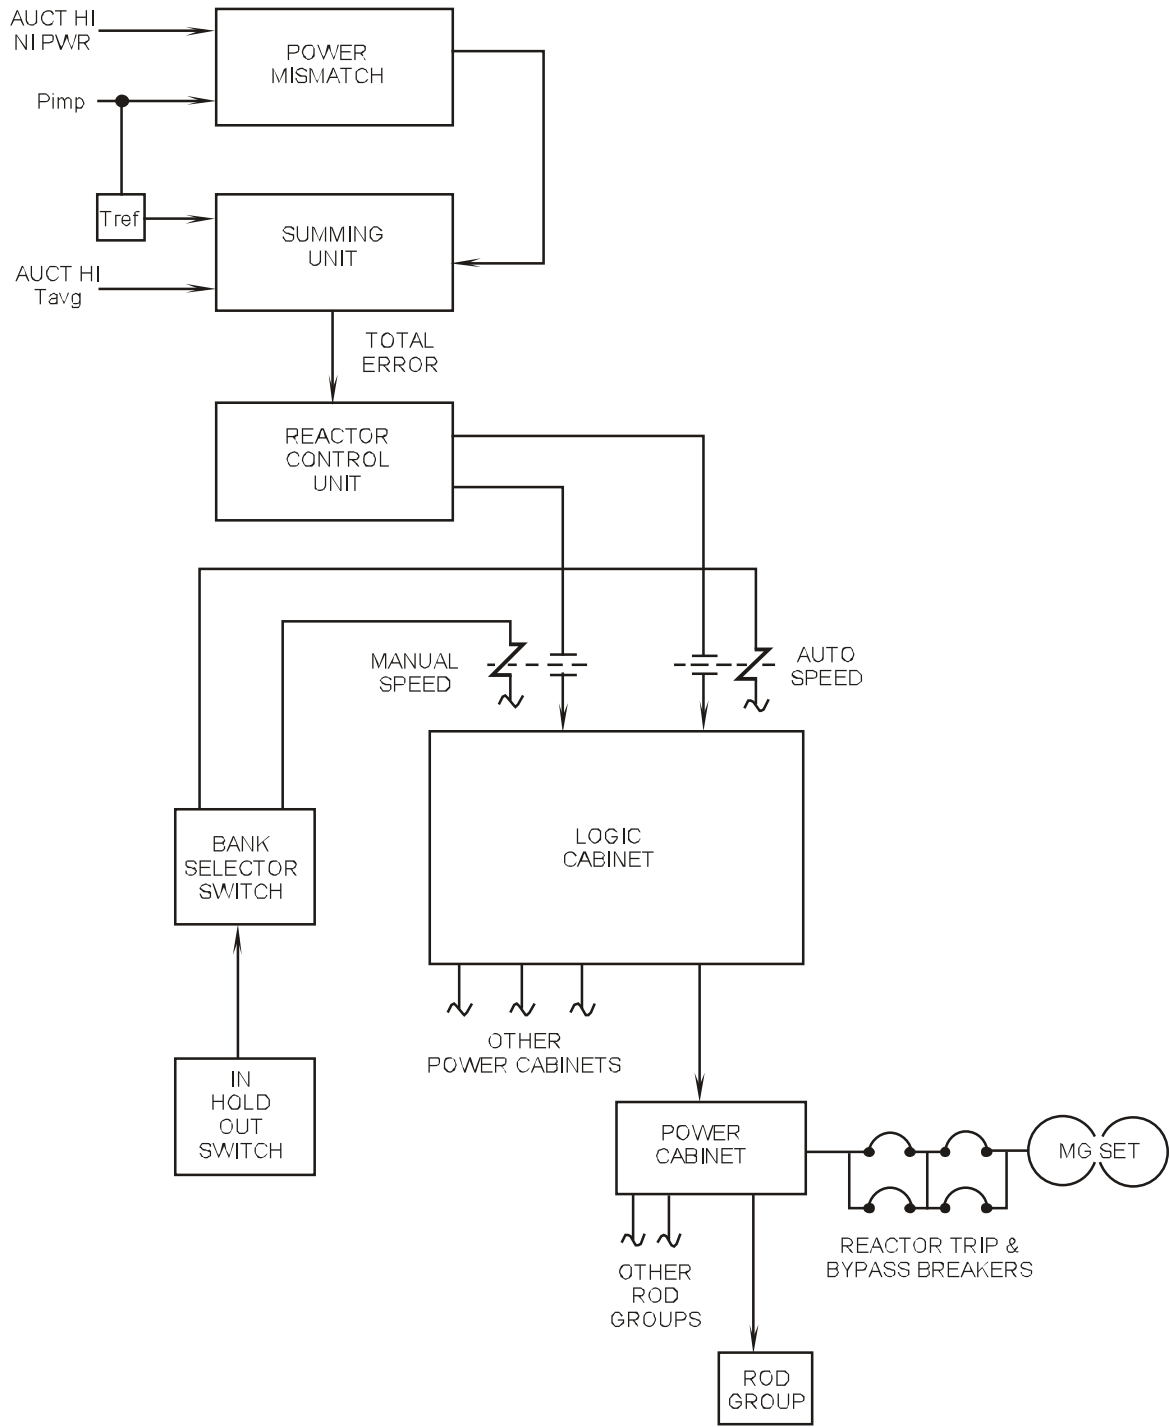 AUCT HI
NI PWR
POWER
MISMATCH
Pimp
Tref
SUMMING
UNIT
AUCT HI
Tavg
TOTAL
ERROR
REACTOR
CONTROL
UNIT
MANUAL
SPEED
AUTO
SPEED
BANK
SELECTOR
SWITCH
LOGIC
CABINET
OTHER
POWER CABINETS
IN
HOLD
OUT
SWITCH
POWER
CABINET
MG SET
REACTOR TRIP &
BYPASS BREAKERS
OTHER
ROD
GROUPS
ROD
GROUP